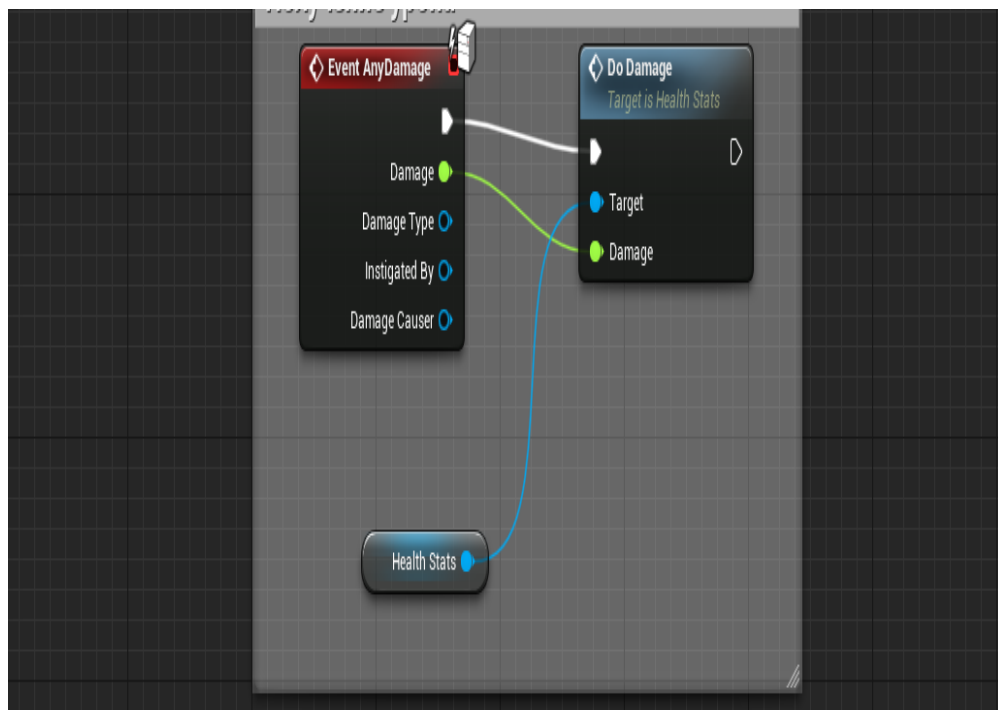 Event AnyDamage
Damage
Damage Type
Instigated By
Damage Causer
Do Damage
Target is Health Stats
Target
Damage
Health Stats